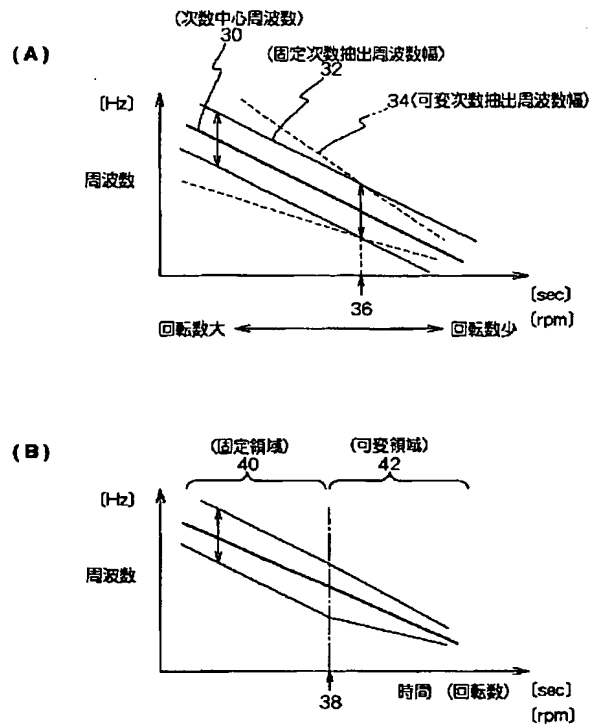 (A)
(次数中心周波数)
30
(固定次数抽出周波数幅)
32
34(可変次数抽出周波数幅)
[Hz]
周波数
36
[sec]
[rpm]
回転数大
回転数少
(B)
(固定領域)
40
(可変領域)
42
[Hz]
周波数
38
時間 (回転数)
[sec]
[rpm]